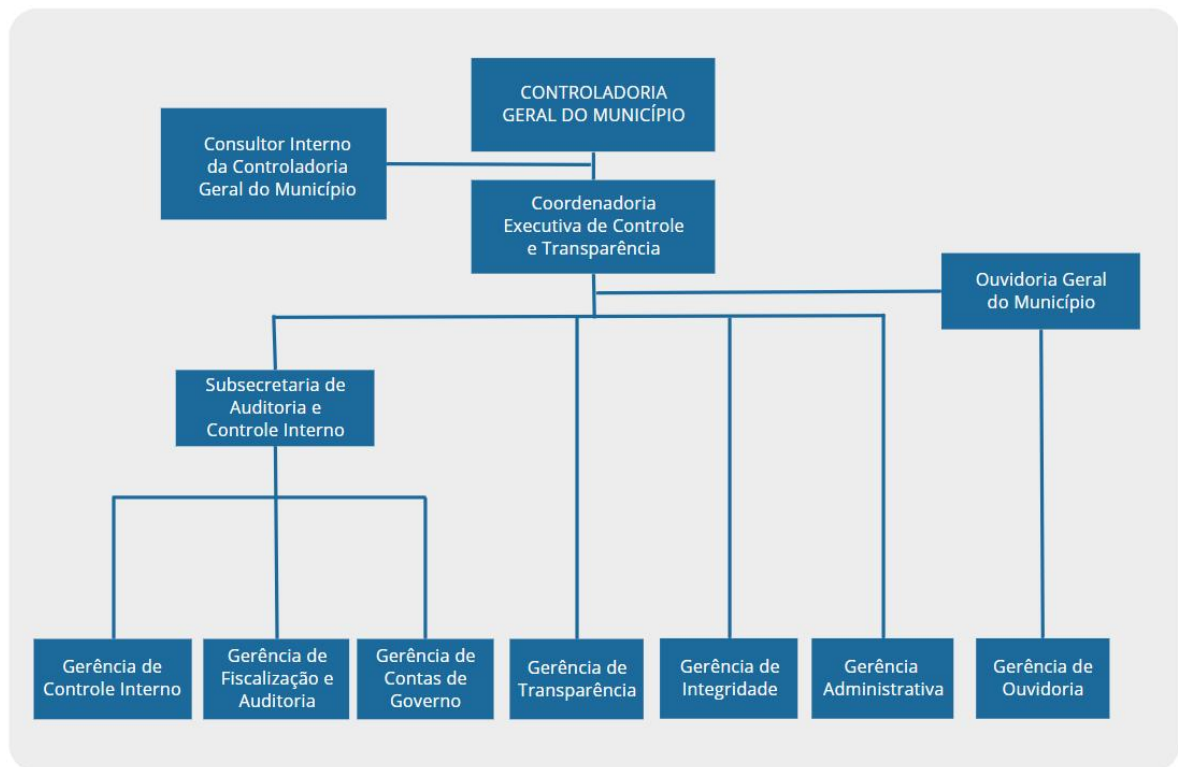 CONTROLADORIA
GERAL DO MUNICÍPIO
Consultor Interno
da Controladoria
Geral do Município
Coordenadoria
Executiva de Controle
e Transparência
Ouvidoria Geral
do Município
Subsecretaria de
Auditoria e
Controle Interno
Gerência de
Controle Interno
Gerência de
Fiscalização e
Auditoria
Gerência de
Contas de
Governo
Gerência de
Transparência
Gerência de
Integridade
Gerência
Administrativa
Gerência de
Ouvidoria